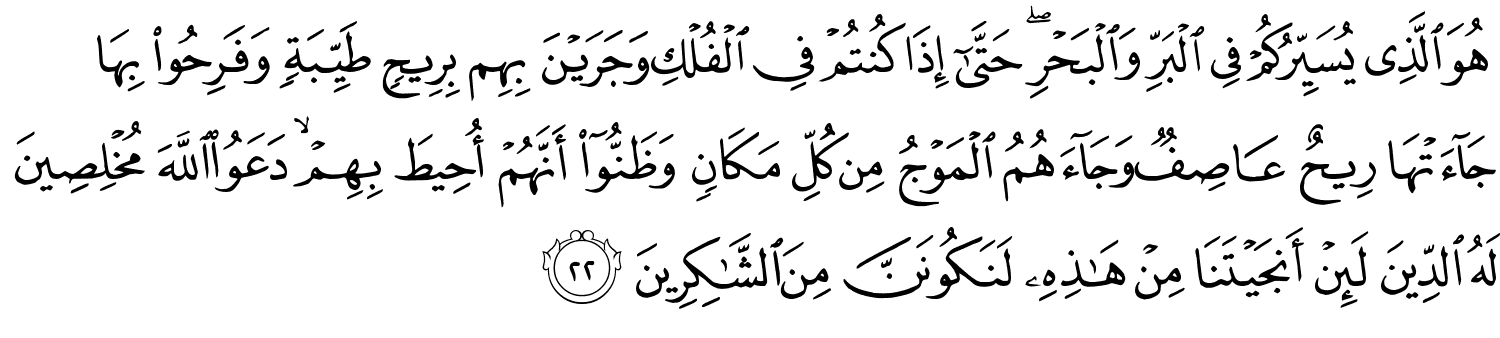 هُوَ ٱلَّذِى يُسَيِّرُكُمْ فِى ٱلْبَرِّ وَٱلْبَحْرِ ۖ حَتَّىٰٓ إِذَا كُنتُمْ فِى ٱلْفُلْكِ وَجَرَيْنَ بِهِم بِرِيحٍ طَيِّبَةٍ وَفَرِحُوا۟ بِهَا
جَآءَتْهَا رِيحٌ عَاصِفٌ وَجَآءَهُمُ ٱلْمَوْجُ مِن كُلِّ مَكَانٍ وَظَنُّوٓا۟ أَنَّهُمْ أُحِيطَ بِهِمْ ۙ دَعَوُا۟ ٱللَّهَ مُخْلِصِينَ
لَهُ ٱلدِّينَ لَئِنْ أَنجَيْتَنَا مِنْ هَـٰذِهِۦ لَنَكُونَنَّ مِنَ ٱلشَّـٰكِرِينَ ٢٢